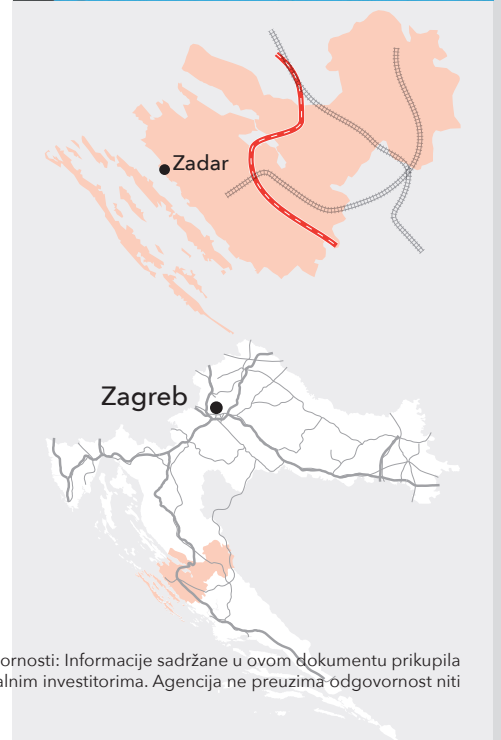 Zadar
Zagreb
ornosti: Informacije sadržane u ovom dokumentu prikupila
alnim investitorima. Agencija ne preuzima odgovornost niti